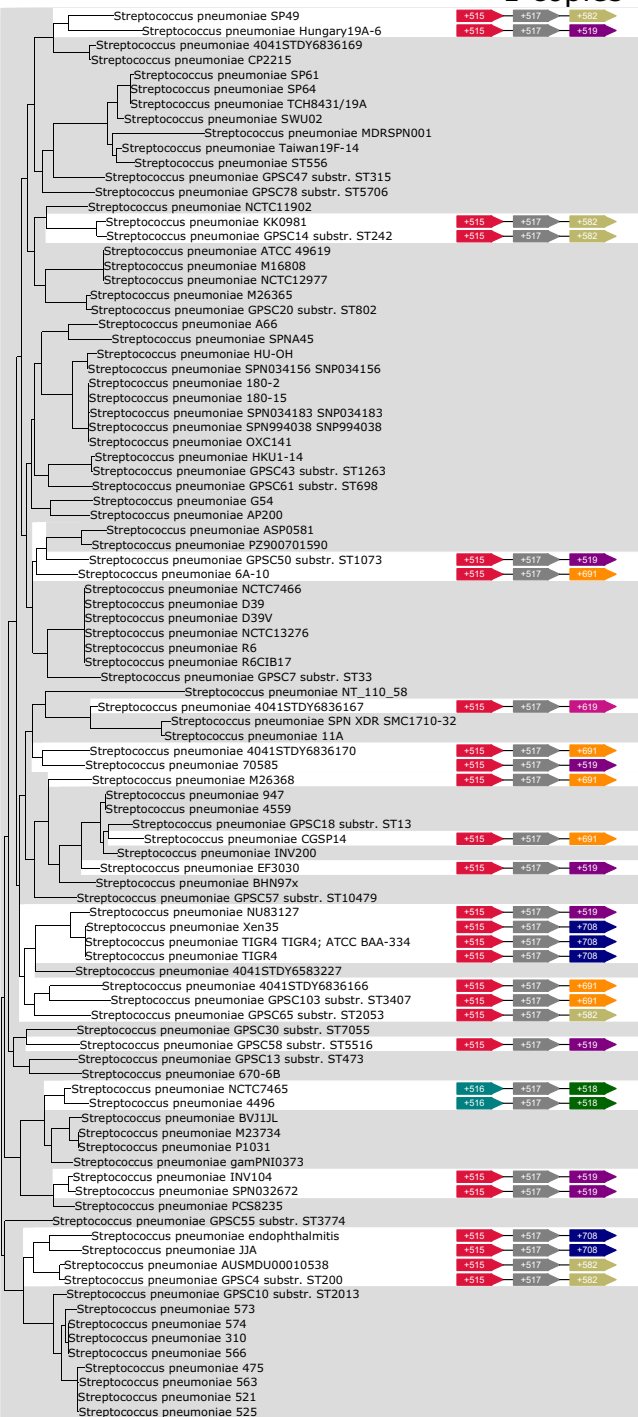 Streptococcus pneumoniae SP49 +515 +517 +582
Streptococcus pneumoniae Hungary19A-6 +515 +517 +519
Streptococcus pneumoniae 4041STDY6836169
Streptococcus pneumoniae CP2215
Streptococcus pneumoniae SP61
Streptococcus pneumoniae SP64
Streptococcus pneumoniae TCH8431/19A
Streptococcus pneumoniae SWU02
Streptococcus pneumoniae MDRSPN001
Streptococcus pneumoniae Taiwan19F-14
Streptococcus pneumoniae ST556
Streptococcus pneumoniae GPSC47 substr. ST315
Streptococcus pneumoniae GPSC78 substr. ST5706
Streptococcus pneumoniae NCTC11902
Streptococcus pneumoniae KK0981 +515 +517 +582
Streptococcus pneumoniae GPSC14 substr. ST242 +515 +517 +582
Streptococcus pneumoniae ATCC 49619
Streptococcus pneumoniae M16808
Streptococcus pneumoniae NCTC12977
Streptococcus pneumoniae M26365
Streptococcus pneumoniae GPSC20 substr. ST802
Streptococcus pneumoniae A66
Streptococcus pneumoniae SPNA45
Streptococcus pneumoniae HU-OH
Streptococcus pneumoniae SPN034156 SNP034156
Streptococcus pneumoniae 180-2
Streptococcus pneumoniae 180-15
Streptococcus pneumoniae SPN034183 SNP034183
Streptococcus pneumoniae SPN994038 SNP994038
Streptococcus pneumoniae OXC141
Streptococcus pneumoniae HKU1-14
Streptococcus pneumoniae GPSC43 substr. ST1263
Streptococcus pneumoniae GPSC61 substr. ST698
Streptococcus pneumoniae G54
Streptococcus pneumoniae AP200
Streptococcus pneumoniae ASP0581
Streptococcus pneumoniae PZ900701590
Streptococcus pneumoniae GPSC50 substr. ST1073 +515 +517 +519
Streptococcus pneumoniae 6A-10 +515 +517 +691
Streptococcus pneumoniae NCTC7466
Streptococcus pneumoniae D39
Streptococcus pneumoniae D39V
Streptococcus pneumoniae NCTC13276
Streptococcus pneumoniae R6
Streptococcus pneumoniae R6CIB17
Streptococcus pneumoniae GPSC7 substr. ST33
Streptococcus pneumoniae NT_110_58
Streptococcus pneumoniae 4041STDY6836167 +515 +517 +619
Streptococcus pneumoniae SPN XDR SMC1710-32
Streptococcus pneumoniae 11A
Streptococcus pneumoniae 4041STDY6836170 +515 +517 +691
Streptococcus pneumoniae 70585 +515 +517 +519
Streptococcus pneumoniae M26368 +515 +517 +691
Streptococcus pneumoniae 947
Streptococcus pneumoniae 4559
Streptococcus pneumoniae GPSC18 substr. ST13
Streptococcus pneumoniae CGSP14 +515 +517 +691
Streptococcus pneumoniae INV200
Streptococcus pneumoniae EF3030 +515 +517 +519
Streptococcus pneumoniae BHN97x
Streptococcus pneumoniae GPSC57 substr. ST10479
Streptococcus pneumoniae NU83127 +515 +517 +519
Streptococcus pneumoniae Xen35 +515 +517 +708
Streptococcus pneumoniae TIGR4 TIGR4; ATCC BAA-334 +515 +517 +708
Streptococcus pneumoniae TIGR4 +515 +517 +708
Streptococcus pneumoniae 4041STDY6583227
Streptococcus pneumoniae 4041STDY6836166 +515 +517 +691
Streptococcus pneumoniae GPSC103 substr. ST3407 +515 +517 +691
Streptococcus pneumoniae GPSC65 substr. ST2053 +515 +517 +582
Streptococcus pneumoniae GPSC30 substr. ST7055
Streptococcus pneumoniae GPSC58 substr. ST5516 +515 +517 +519
Streptococcus pneumoniae GPSC13 substr. ST473
Streptococcus pneumoniae 670-6B
Streptococcus pneumoniae NCTC7465 +516 +517 +518
Streptococcus pneumoniae 4496 +516 +517 +518
Streptococcus pneumoniae BVJ1JL
Streptococcus pneumoniae M23734
Streptococcus pneumoniae P1031
Streptococcus pneumoniae gamPNI0373
Streptococcus pneumoniae INV104 +515 +517 +519
Streptococcus pneumoniae SPN032672 +515 +517 +519
Streptococcus pneumoniae PCS8235
Streptococcus pneumoniae GPSC55 substr. ST3774
Streptococcus pneumoniae endophthalmitis +515 +517 +708
Streptococcus pneumoniae JJA +515 +517 +708
Streptococcus pneumoniae AUSMDU00010538 +515 +517 +582
Streptococcus pneumoniae GPSC4 substr. ST200 +515 +517 +582
Streptococcus pneumoniae GPSC10 substr. ST2013
Streptococcus pneumoniae 573
Streptococcus pneumoniae 574
Streptococcus pneumoniae 310
Streptococcus pneumoniae 566
Streptococcus pneumoniae 475
Streptococcus pneumoniae 563
Streptococcus pneumoniae 521
Streptococcus pneumoniae 525